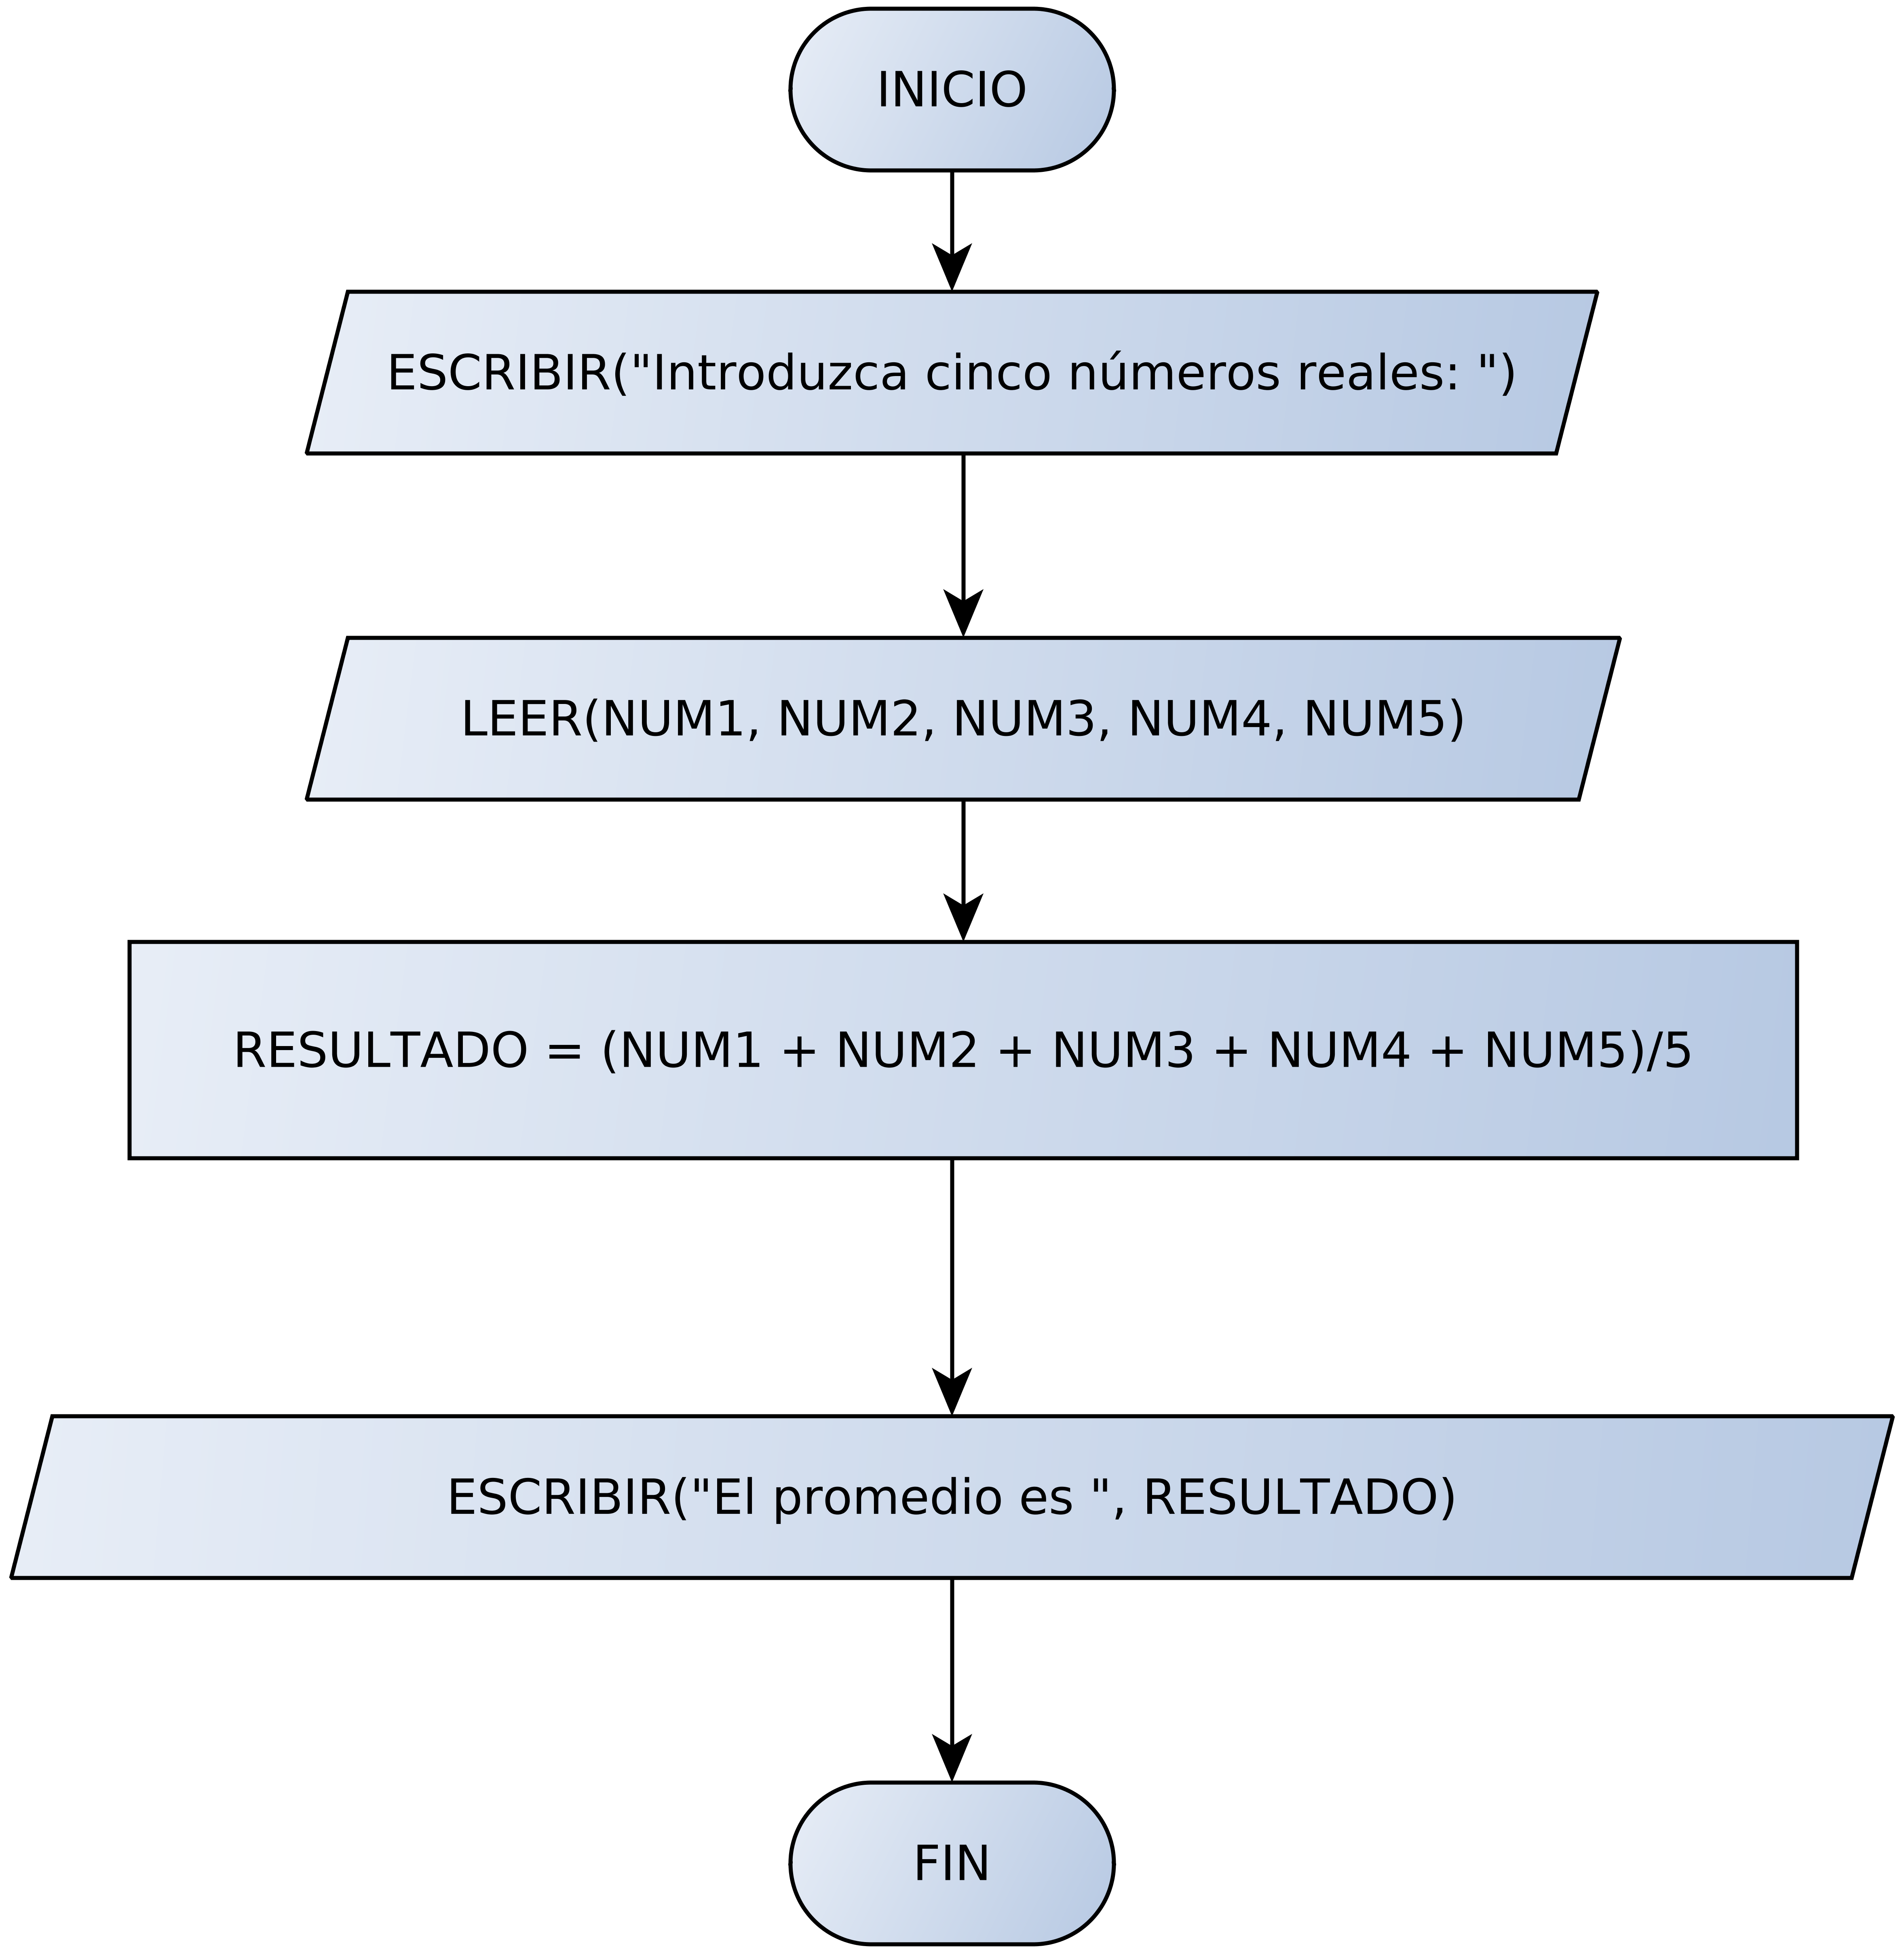 INICIO
ESCRIBIR("Introduzca cinco números reales: ")
LEER(NUM1, NUM2, NUM3, NUM4, NUM5)
RESULTADO = (NUM1 + NUM2 + NUM3 + NUM4 + NUM5)/5
ESCRIBIR("El promedio es ", RESULTADO)
FIN